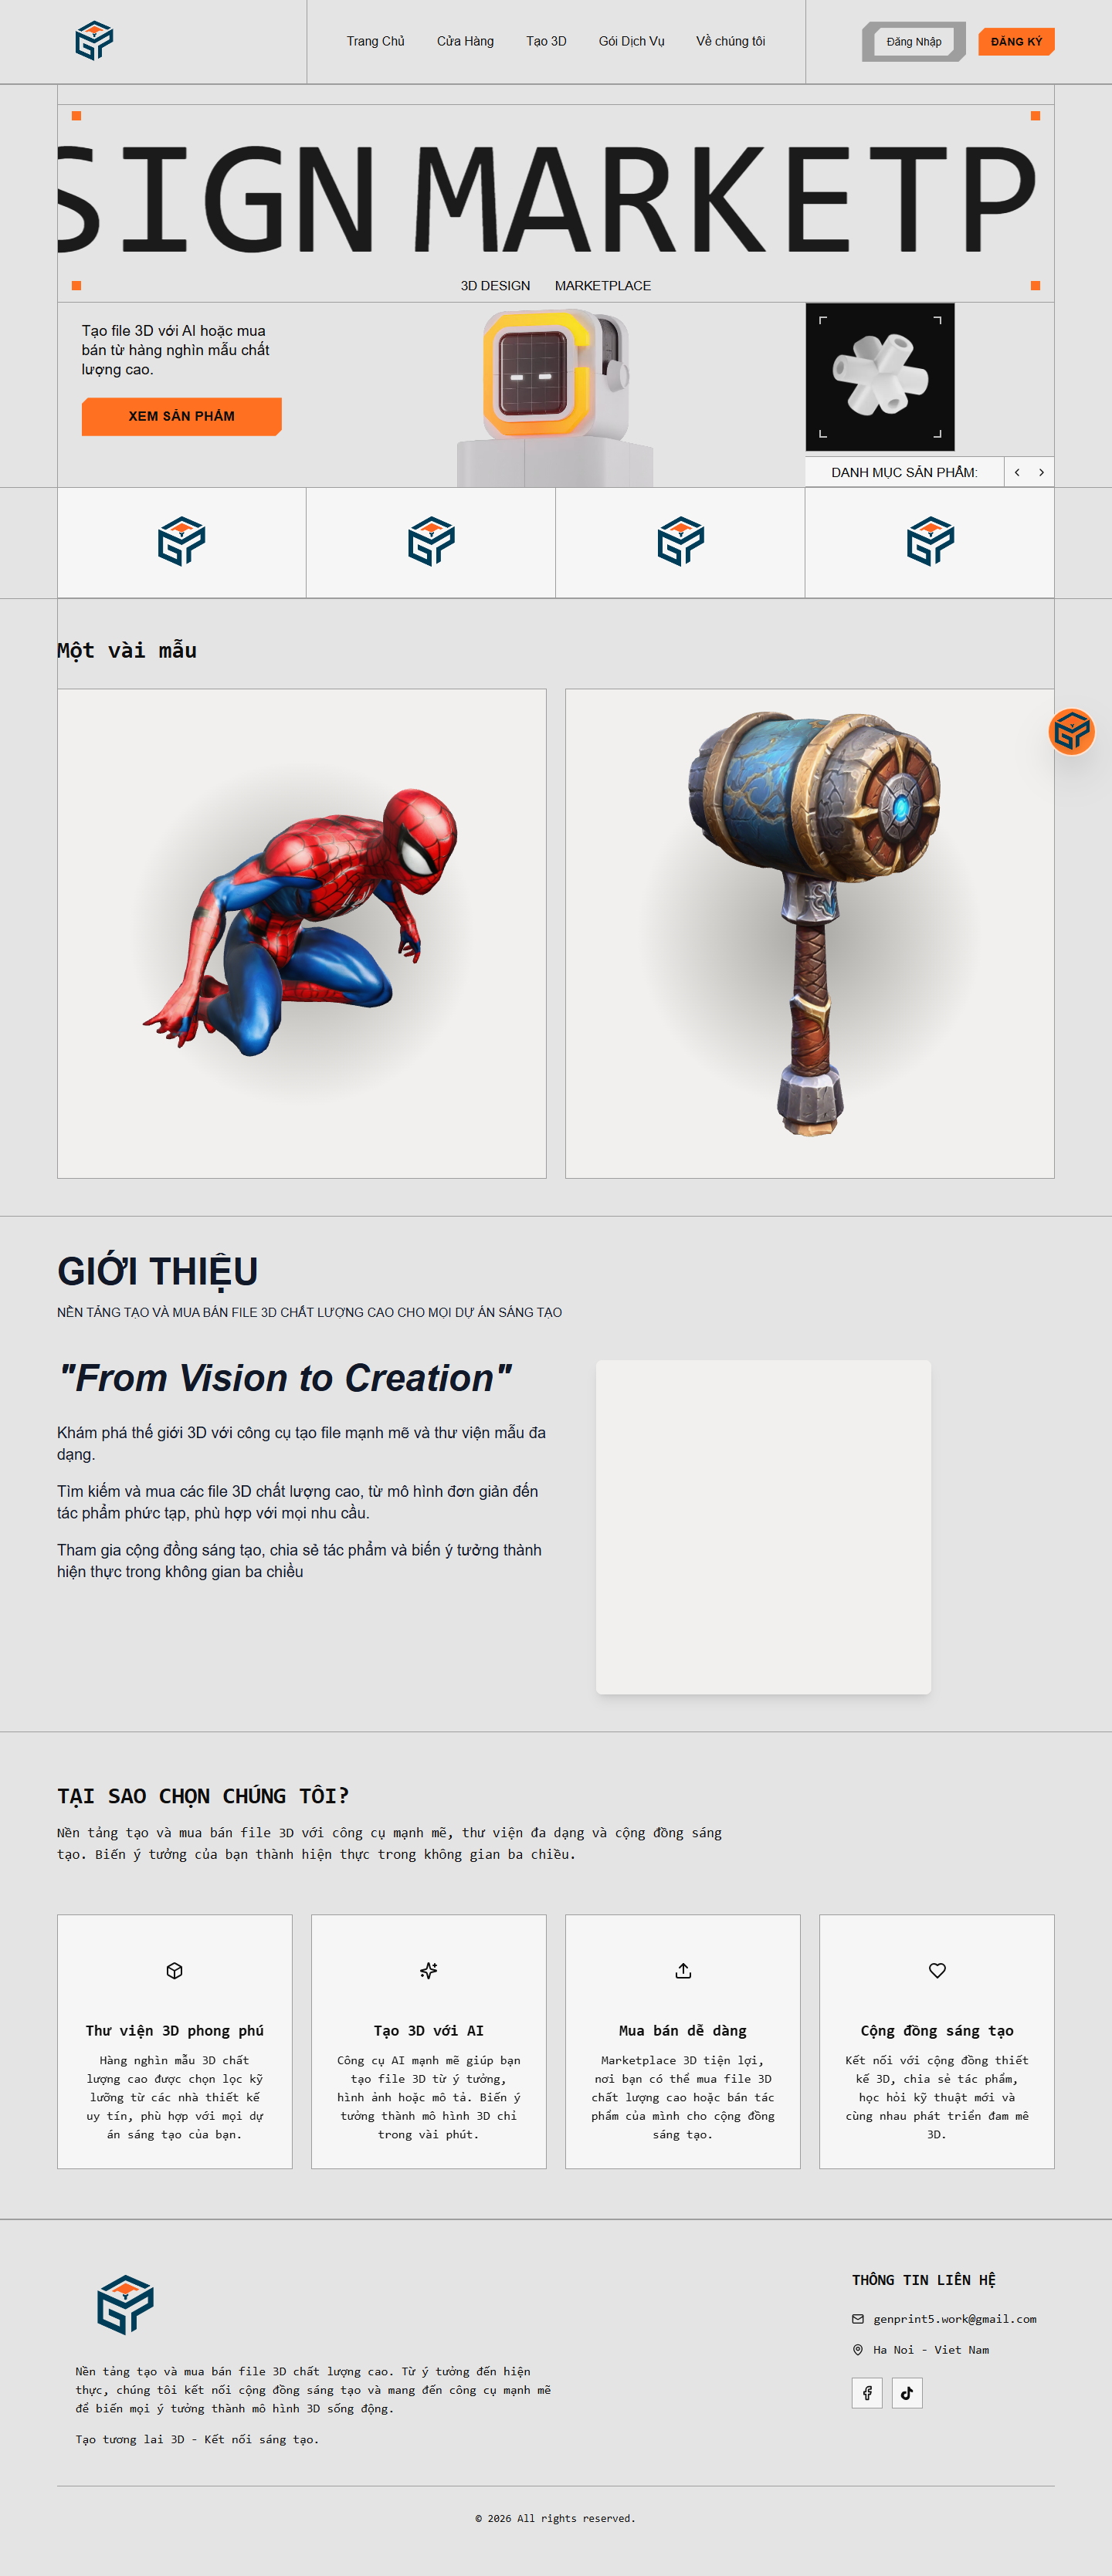 GP
Trang Chủ
Cửa Hàng
Tạo 3D
Gói Dịch Vụ
Về chúng tôi
Đăng Nhập
ĐĂNG KÝ
SIGN MARKETP
3D DESIGN
MARKETPLACE
Tạo file 3D với AI hoặc mua
bán từ hàng nghìn mẫu chất
lượng cao.
XEM SẢN PHẨM
DANH MỤC SẢN PHẨM:
GP
GP
GP
GP
Một vài mẫu
GP
GIỚI THIỆU
NỀN TẢNG TẠO VÀ MUA BÁN FILE 3D CHẤT LƯỢNG CAO CHO MỌI DỰ ÁN SÁNG TẠO
"From Vision to Creation"
Khám phá thế giới 3D với công cụ tạo file mạnh mẽ và thư viện mẫu đa
dạng.
Tìm kiếm và mua các file 3D chất lượng cao, từ mô hình đơn giản đến
tác phẩm phức tạp, phù hợp với mọi nhu cầu.
Tham gia cộng đồng sáng tạo, chia sẻ tác phẩm và biến ý tưởng thành
hiện thực trong không gian ba chiều
TẠI SAO CHỌN CHÚNG TÔI?
Nền tảng tạo và mua bán file 3D với công cụ mạnh mẽ, thư viện đa dạng và cộng đồng sáng
tạo. Biến ý tưởng của bạn thành hiện thực trong không gian ba chiều.
Thư viện 3D phong phú
Hàng nghìn mẫu 3D chất
lượng cao được chọn lọc kỹ
lưỡng từ các nhà thiết kế
uy tín, phù hợp với mọi dự
án sáng tạo của bạn.
Tạo 3D với AI
Công cụ AI mạnh mẽ giúp bạn
tạo file 3D từ ý tưởng,
hình ảnh hoặc mô tả. Biến ý
tưởng thành mô hình 3D chỉ
trong vài phút.
Mua bán dễ dàng
Marketplace 3D tiện lợi,
nơi bạn có thể mua file 3D
chất lượng cao hoặc bán tác
phẩm của mình cho cộng đồng
sáng tạo.
Cộng đồng sáng tạo
Kết nối với cộng đồng thiết
kế 3D, chia sẻ tác phẩm,
học hỏi kỹ thuật mới và
cùng nhau phát triển đam mê
3D.
GP
Nền tảng tạo và mua bán file 3D chất lượng cao. Từ ý tưởng đến hiện
thực, chúng tôi kết nối cộng đồng sáng tạo và mang đến công cụ mạnh mẽ
để biến mọi ý tưởng thành mô hình 3D sống động.
Tạo tương lai 3D - Kết nối sáng tạo.
THÔNG TIN LIÊN HỆ
genprint5.work@gmail.com
Ha Noi - Viet Nam
© 2026 All rights reserved.